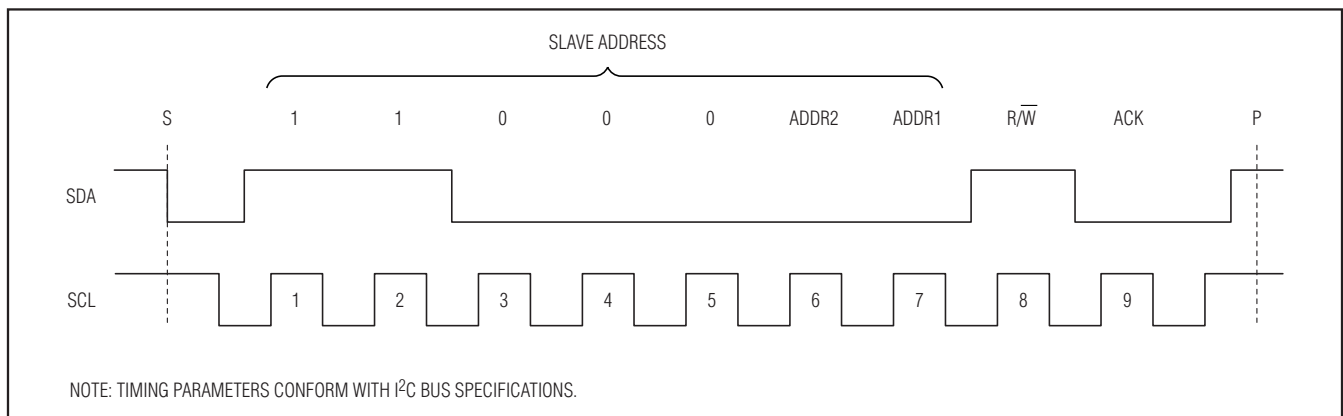 SLAVE ADDRESS
S 1 1 0 0 0 ADDR2 ADDR1 R/W̅ ACK P
SDA
SCL 1 2 3 4 5 6 7 8 9
NOTE: TIMING PARAMETERS CONFORM WITH I²C BUS SPECIFICATIONS.